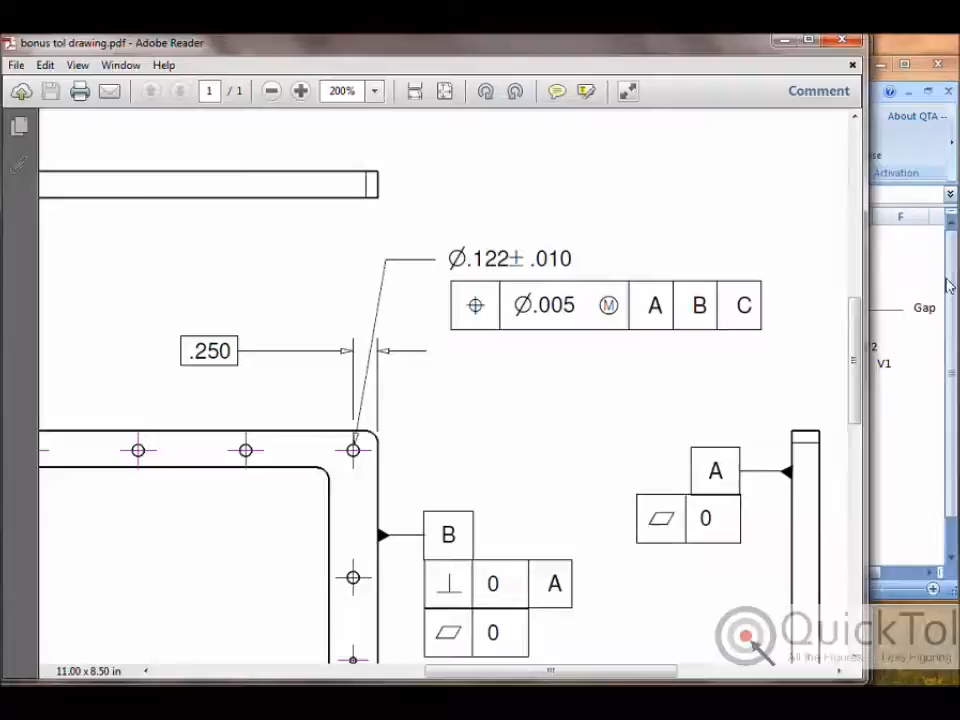 bonus tol drawing.pdf - Adobe Reader
File Edit View Window Help
1 / 1 200% Comment
About QTA --
Activation
F
Ø.122± .010
⌖ Ø.005 Ⓜ A B C
Gap
.250
V1
A
⏥ 0
B
⊥ 0 A
⏥ 0
QuickTol
11.00 x 8.50 in